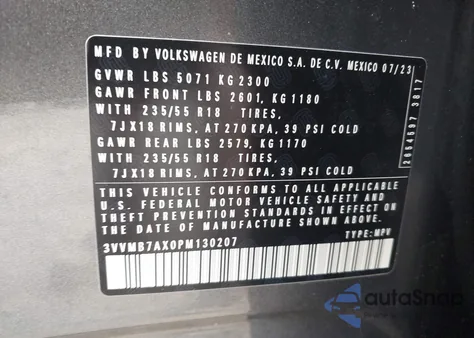 MFD BY VOLKSWAGEN DE MEXICO S.A. DE C.V. MEXICO 07/23
GVWR LBS 5071 KG 2300
GAWR FRONT LBS 2601, KG 1180
WITH 235/55 R18 TIRES,
7JX18 RIMS, AT 270 KPA, 39 PSI COLD
GAWR REAR LBS 2579, KG 1170
WITH 235/55 R18 TIRES,
7JX18 RIMS, AT 270 KPA, 39 PSI COLD
THIS VEHICLE CONFORMS TO ALL APPLICABLE
U.S. FEDERAL MOTOR VEHICLE SAFETY AND
THEFT PREVENTION STANDARDS IN EFFECT ON
THE DATE OF MANUFACTURE SHOWN ABOVE
3VVMB7AX0PM130207 TYPE: MPV
2654597 3817
autaSnap